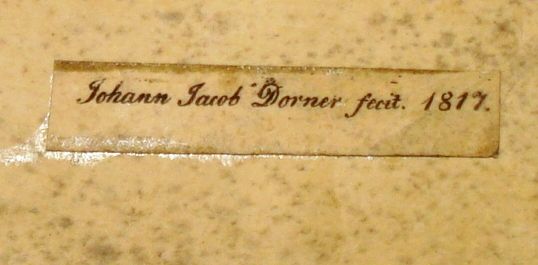 Johann Jacob Dorner fecit. 1817.